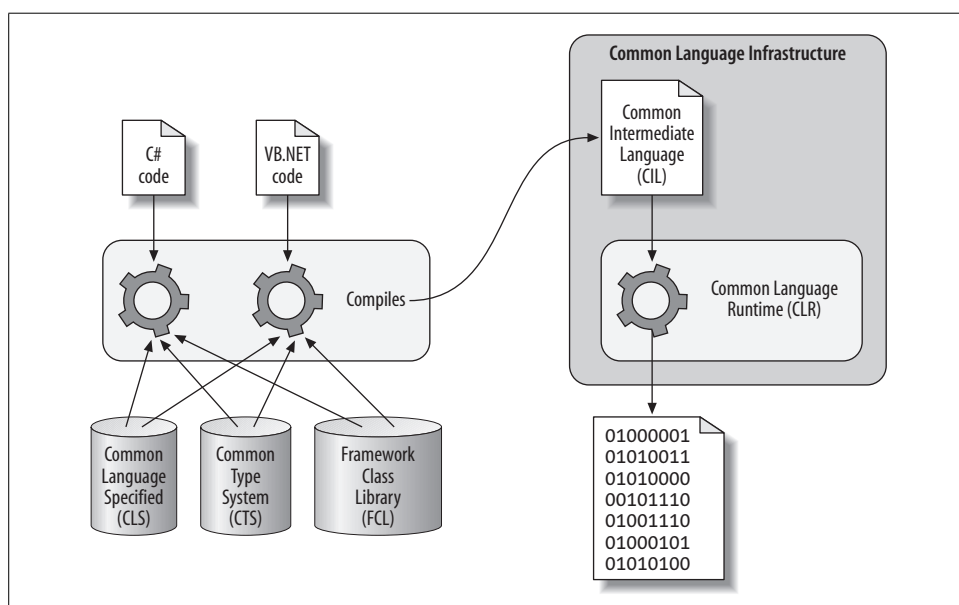 Common Language Infrastructure
Common
Intermediate
Language
(CIL)
C#
code
VB.NET
code
Compiles
Common Language
Runtime (CLR)
Common
Language
Specified
(CLS)
Common
Type
System
(CTS)
Framework
Class
Library
(FCL)
01000001
01010011
01010000
00101110
01001110
01000101
01010100